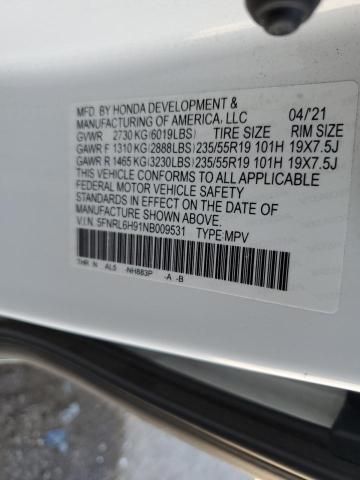 MFD. BY HONDA DEVELOPMENT &
MANUFACTURING OF AMERICA, LLC 04/'21
GVWR 2730 KG(6019LBS) TIRE SIZE RIM SIZE
GAWR F 1310 KG(2888LBS) 235/55R19 101H 19X7.5J
GAWR R 1465 KG(3230LBS) 235/55R19 101H 19X7.5J
THIS VEHICLE CONFORMS TO ALL APPLICABLE
FEDERAL MOTOR VEHICLE SAFETY STANDARDS
IN EFFECT ON THE DATE OF MANUFACTURE
SHOWN ABOVE.
V.I.N. 5FNRL6H91NB009531 TYPE:MPV
THR N AL5 -NH883P -A -B